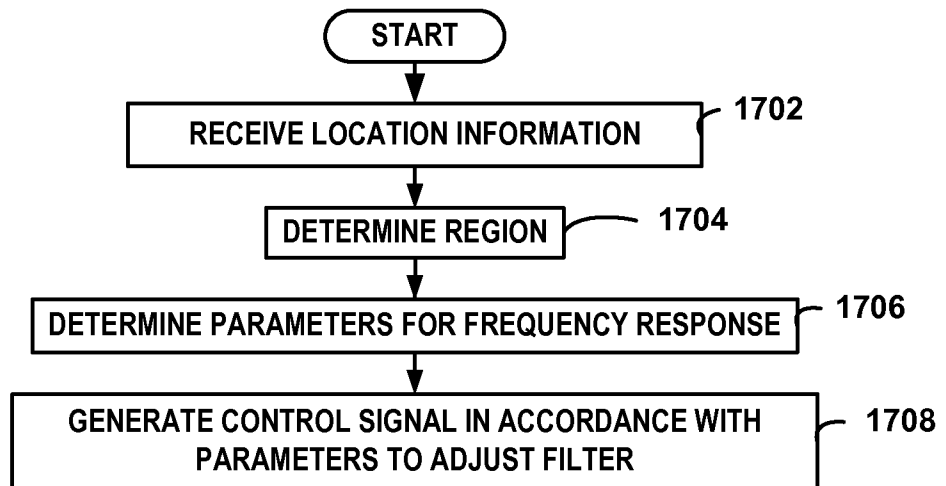 START
RECEIVE LOCATION INFORMATION
1702
DETERMINE REGION
1704
DETERMINE PARAMETERS FOR FREQUENCY RESPONSE
1706
GENERATE CONTROL SIGNAL IN ACCORDANCE WITH
PARAMETERS TO ADJUST FILTER
1708